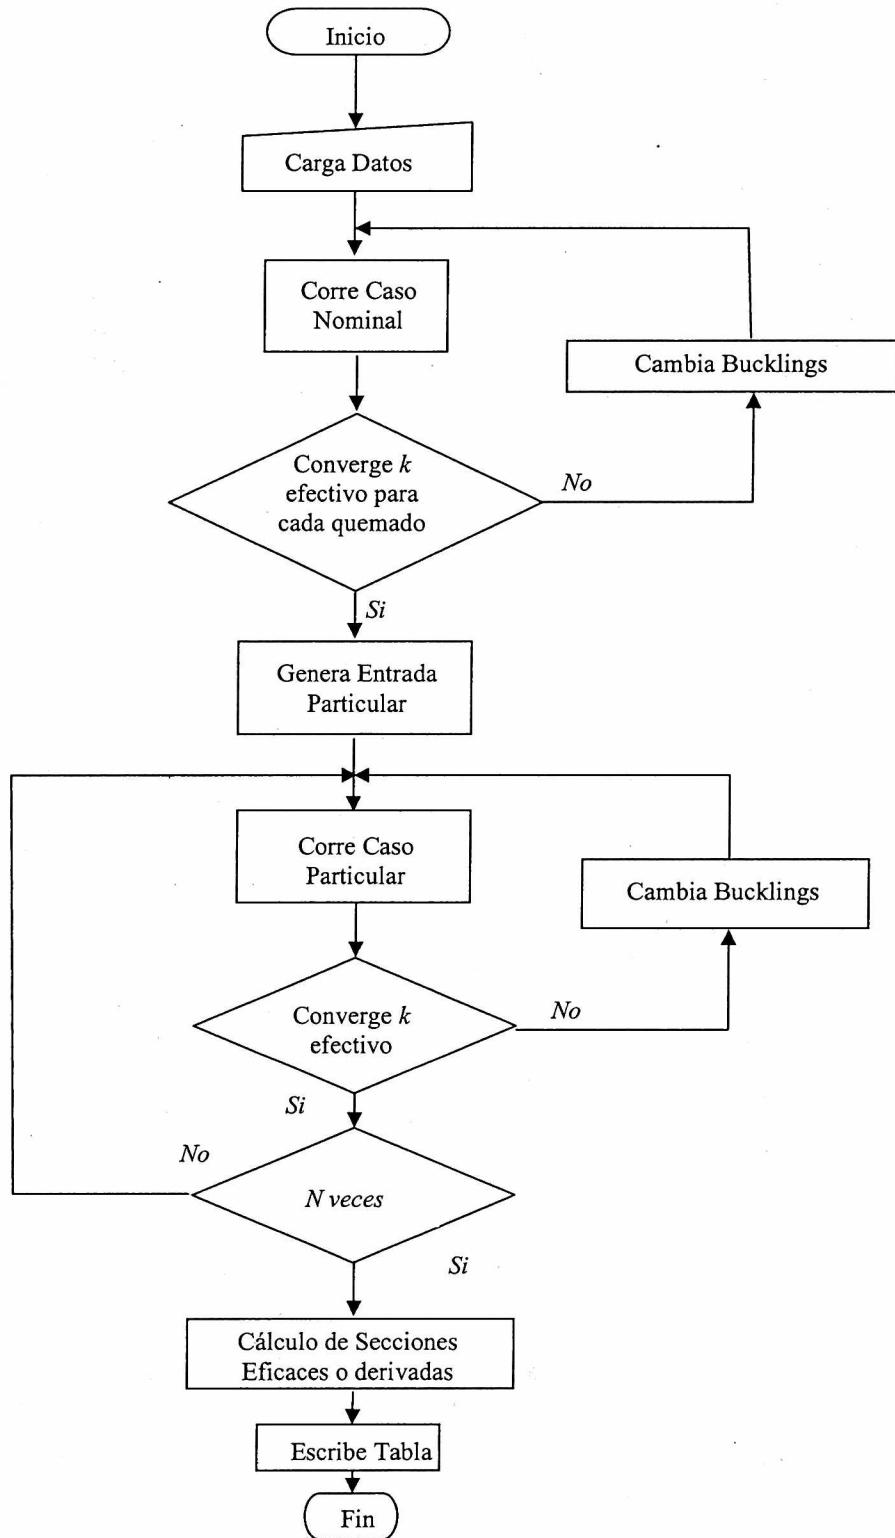 Inicio
Carga Datos
Corre Caso
Nominal
Cambia Bucklings
Converge k
efectivo para
cada quemado
No
Si
Genera Entrada
Particular
Corre Caso
Particular
Cambia Bucklings
Converge k
efectivo
No
Si
No
N veces
Si
Cálculo de Secciones
Eficaces o derivadas
Escribe Tabla
Fin